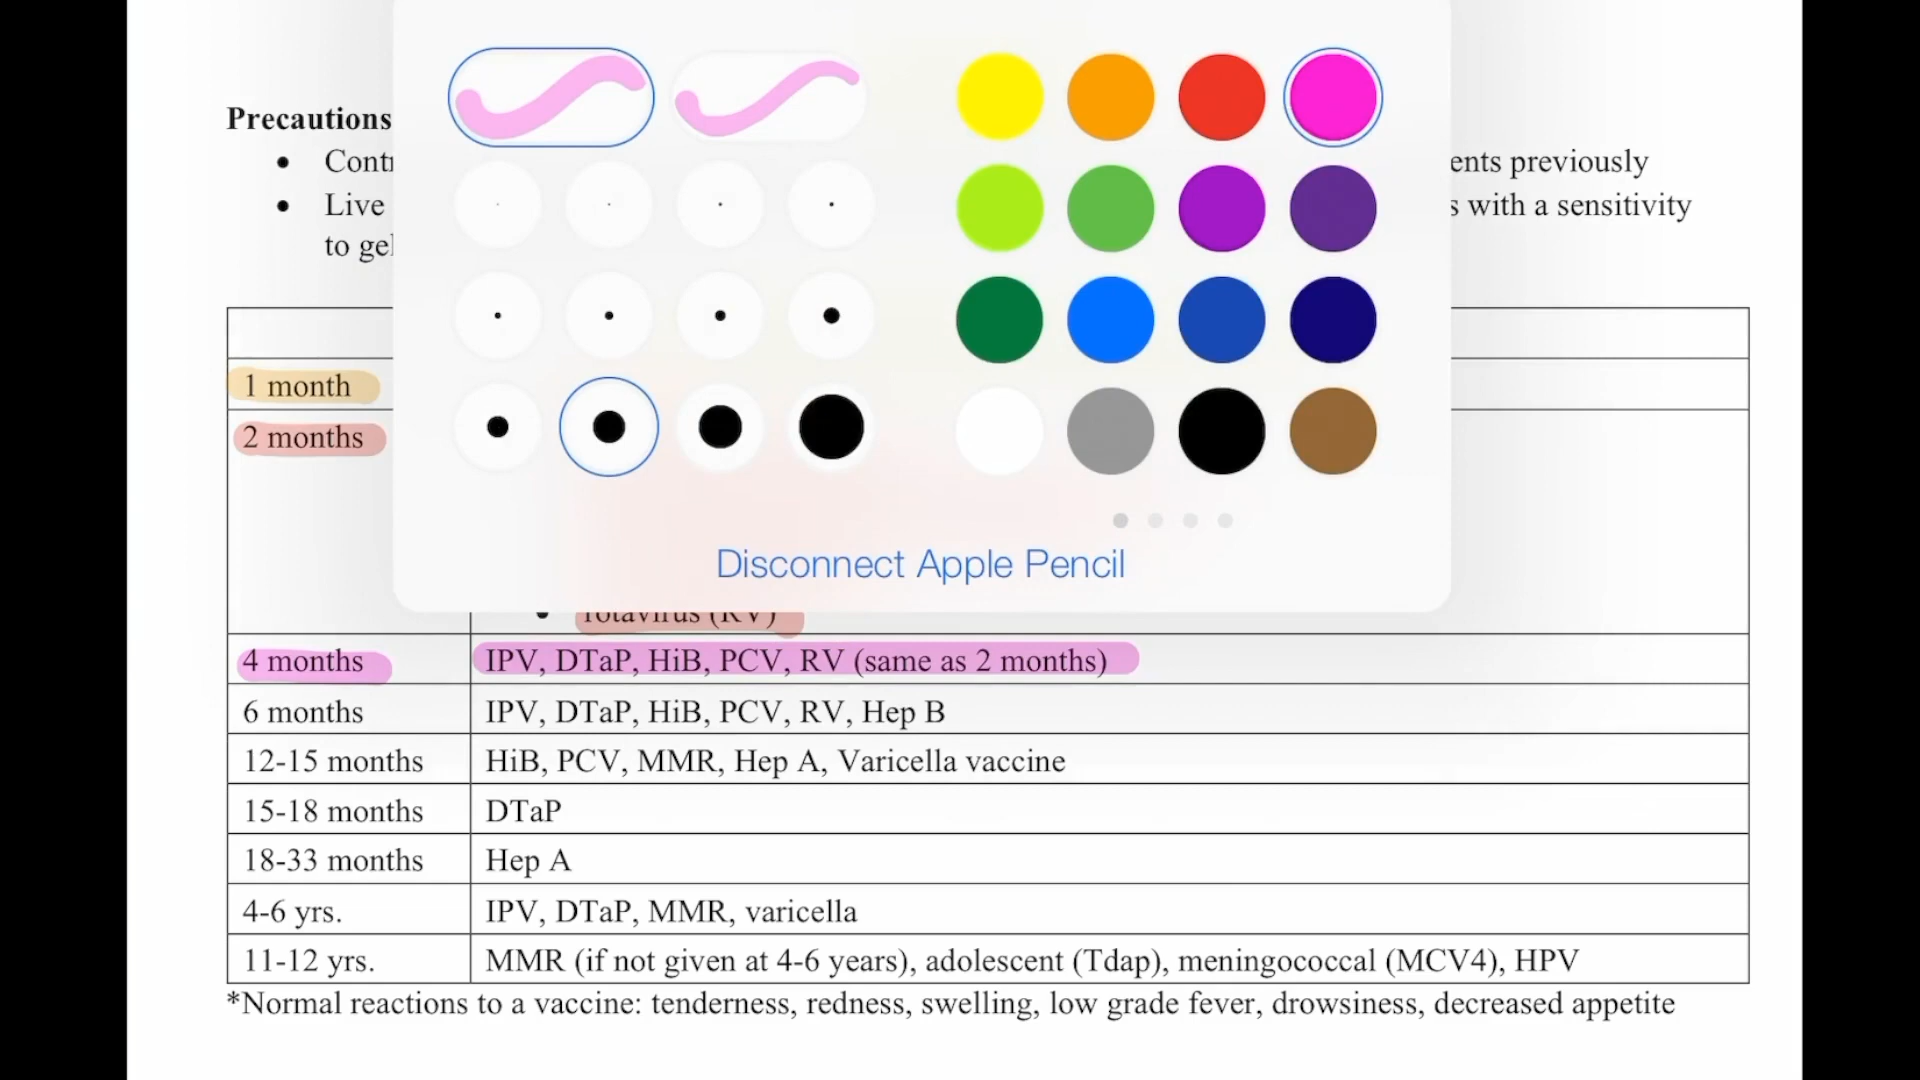 Precautions
ents previously
Live
s with a sensitivity
to gel
1 month
2 months
Disconnect Apple Pencil
rotavirus (RV)
4 months IPV, DTaP, HiB, PCV, RV (same as 2 months)
6 months IPV, DTaP, HiB, PCV, RV, Hep B
12-15 months HiB, PCV, MMR, Hep A, Varicella vaccine
15-18 months DTaP
18-33 months Hep A
4-6 yrs. IPV, DTaP, MMR, varicella
11-12 yrs. MMR (if not given at 4-6 years), adolescent (Tdap), meningococcal (MCV4), HPV
*Normal reactions to a vaccine: tenderness, redness, swelling, low grade fever, drowsiness, decreased appetite